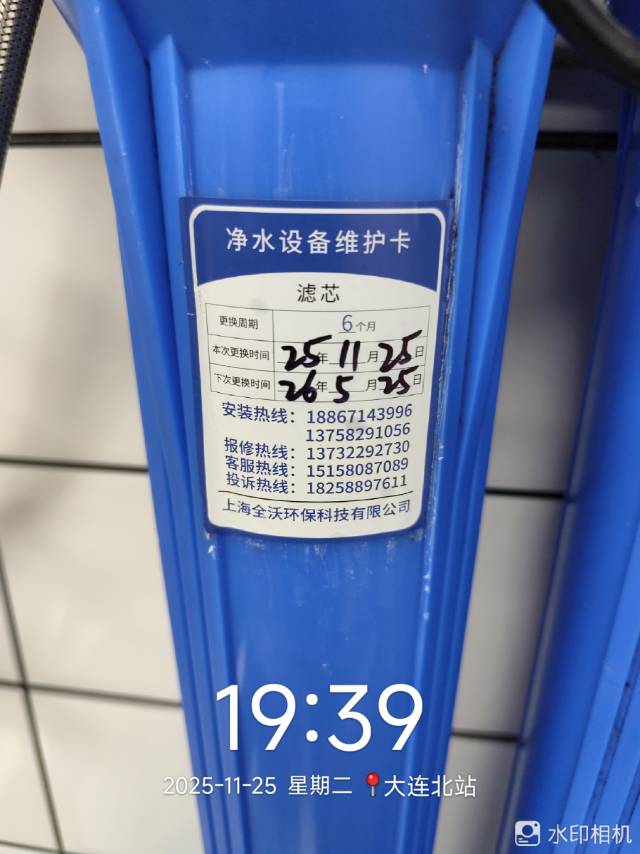 净水设备维护卡
滤芯
更换周期 6个月
本次更换时间 25年11月25日
下次更换时间 26年5月25日
安装热线：18867143996
13758291056
报修热线：13732292730
客服热线：15158087089
投诉热线：18258897611
上海全沃环保科技有限公司
19:39
2025-11-25 星期二 大连北站
水印相机